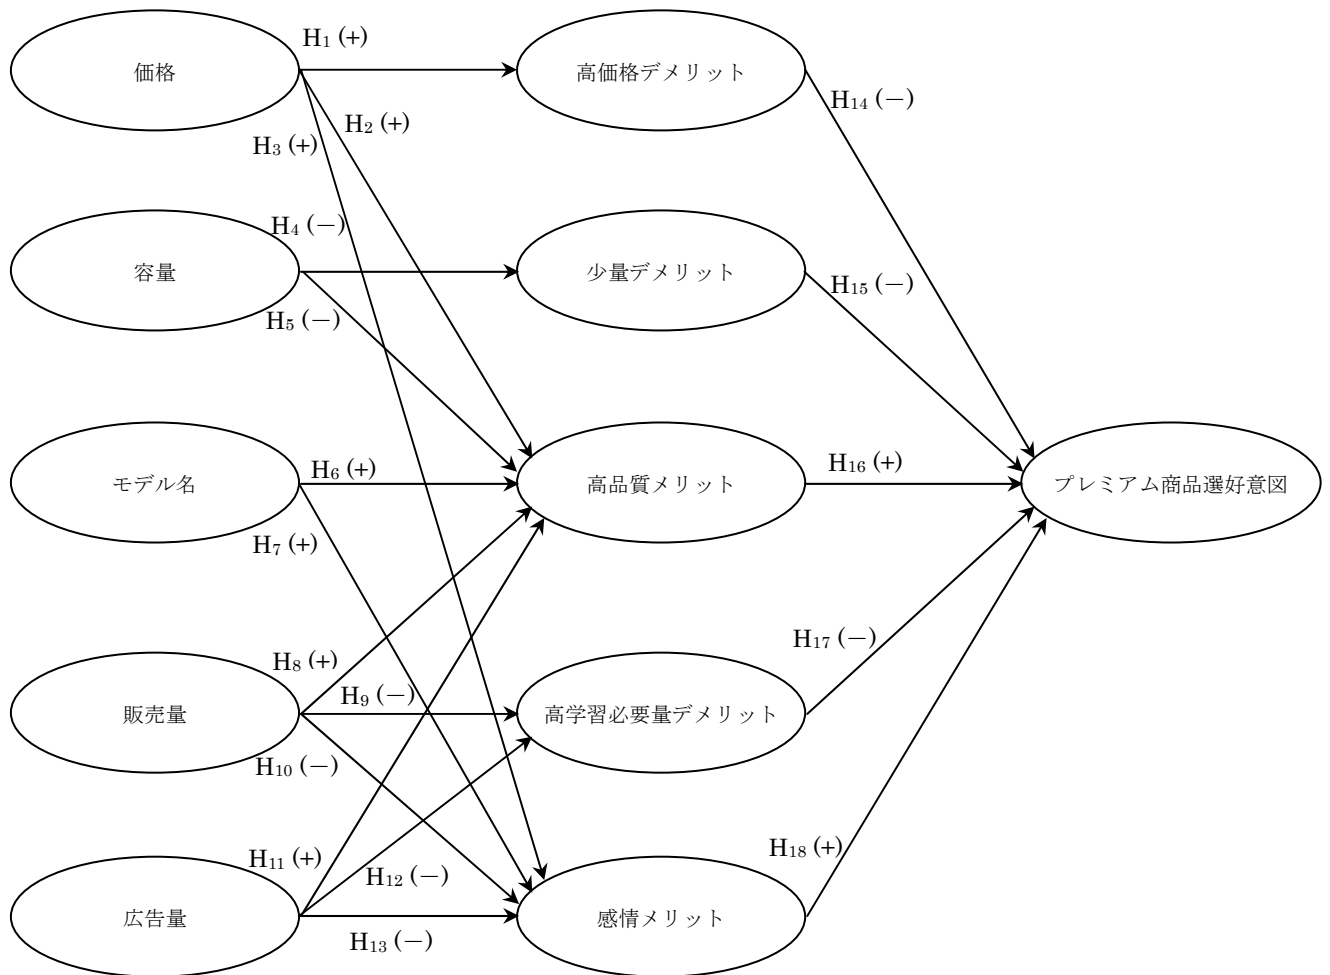 H1 (+)
価格
高価格デメリット
H14 (−)
H2 (+)
H3 (+)
H4 (−)
容量
少量デメリット
H15 (−)
H5 (−)
H6 (+)
H16 (+)
モデル名
高品質メリット
プレミアム商品選好意図
H7 (+)
H17 (−)
H8 (+)
H9 (−)
販売量
高学習必要量デメリット
H10 (−)
H18 (+)
H11 (+)
H12 (−)
広告量
感情メリット
H13 (−)